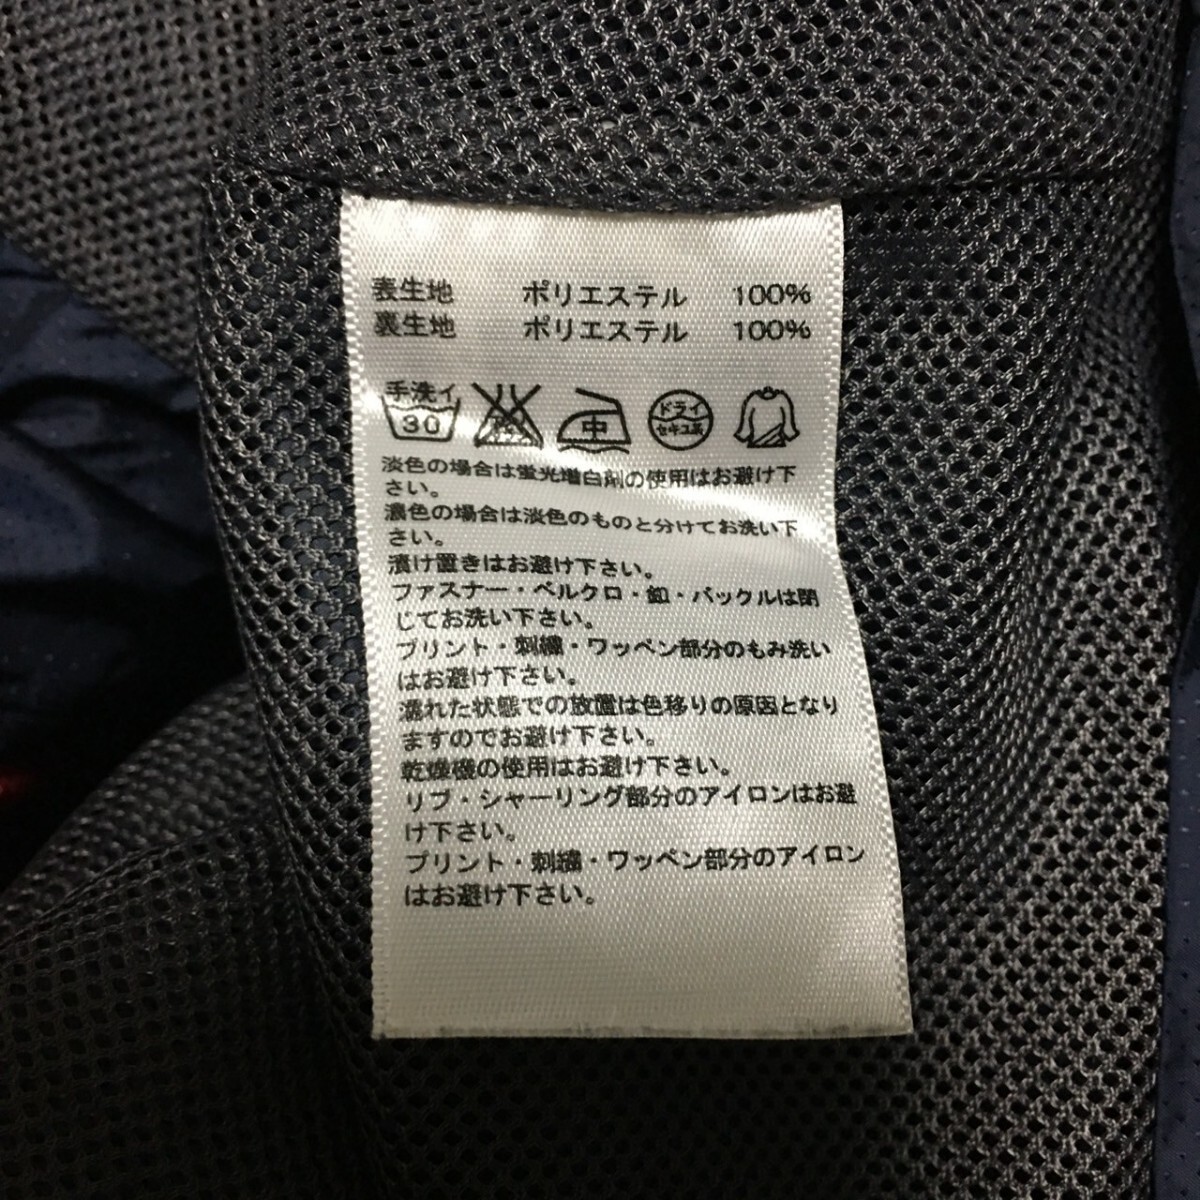 表生地 ポリエステル 100%
裏生地 ポリエステル 100%
手洗イ
30 中 ドライ
セキユ系
淡色の場合は蛍光増白剤の使用はお避け下
さい。
濃色の場合は淡色のものと分けてお洗い下
さい。
漬け置きはお避け下さい。
ファスナー・ベルクロ・釦・バックルは閉
じてお洗い下さい。
プリント・刺繍・ワッペン部分のもみ洗い
はお避け下さい。
濡れた状態での放置は色移りの原因となり
ますのでお避け下さい。
乾燥機の使用はお避け下さい。
リブ・シャーリング部分のアイロンはお避
け下さい。
プリント・刺繍・ワッペン部分のアイロン
はお避け下さい。